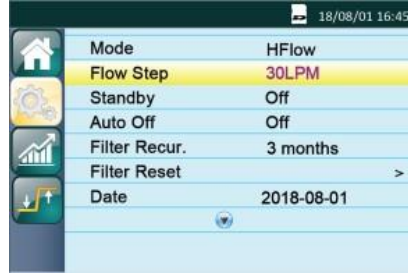 18/08/01 16:45
Mode HFlow
Flow Step 30LPM
Standby Off
Auto Off Off
Filter Recur. 3 months
Filter Reset >
Date 2018-08-01